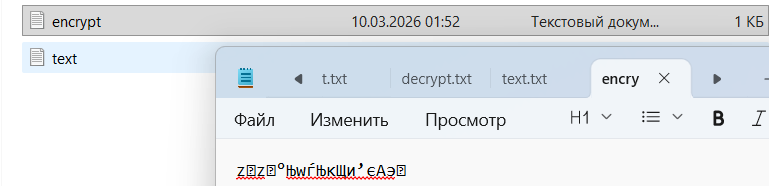 encrypt 10.03.2026 01:52 Текстовый докум... 1 КБ
text
t.txt decrypt.txt text.txt encry
Файл Изменить Просмотр H1 B I